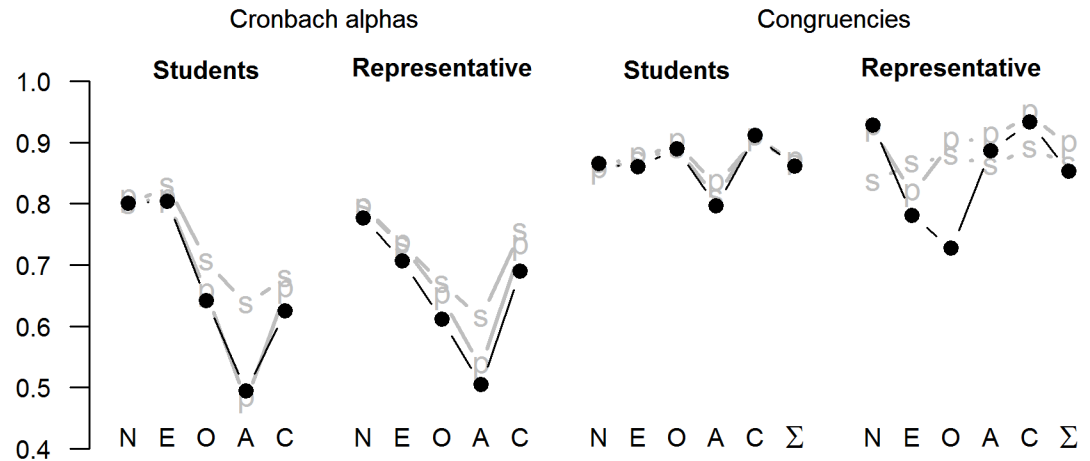 Cronbach alphas Congruencies
Students Representative Students Representative
1.0
0.9
0.8
0.7
0.6
0.5
0.4
N E O A C N E O A C N E O A C Σ N E O A C Σ